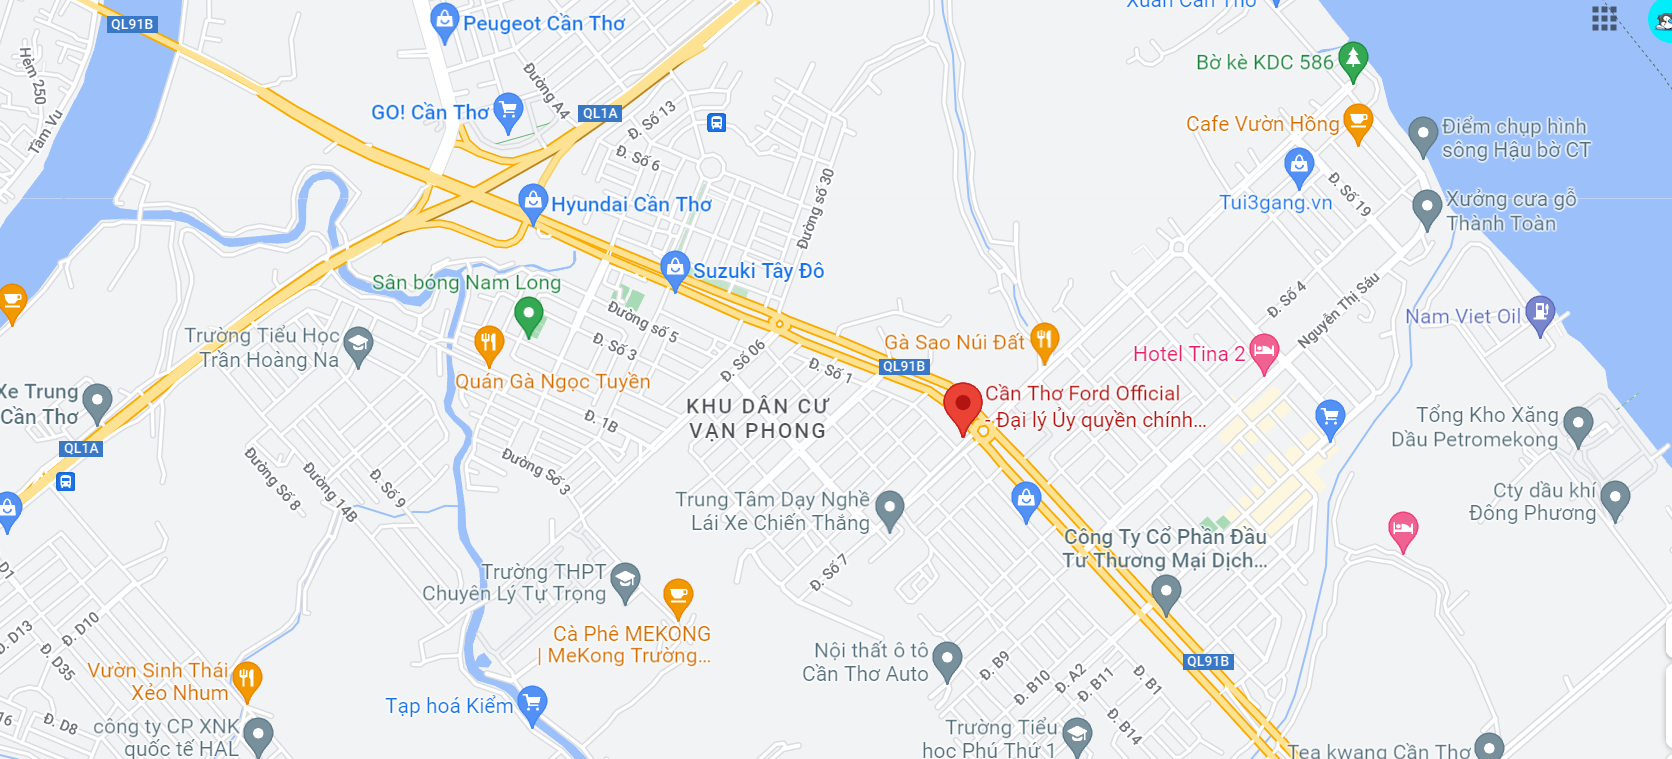 Xuân Cần Thơ
QL91B
Peugeot Cần Thơ
Hẻm 250
Bờ kè KDC 586
Đường A4
GO! Cần Thơ
QL1A
Đ. Số 13
Tầm Vu
Cafe Vườn Hồng
Điểm chụp hình
sông Hậu bờ CT
Đ. Số 6
Đường số 30
Đ. Số 19
Tui3gang.vn
Hyundai Cần Thơ
Xưởng cưa gỗ
Thành Toàn
Suzuki Tây Đô
Sân bóng Nam Long
Đ. Số 4
Nguyễn Thị Sáu
Nam Viet Oil
Đường số 5
Trường Tiểu Học
Trần Hoàng Na
Đ. Số 3
Đ. Số 06
Gà Sao Núi Đất
Hotel Tina 2
QL91B
Đ. Số 1
Quán Gà Ngọc Tuyền
Xe Trung
Cần Thơ
Cần Thơ Ford Official
- Đại lý Ủy quyền chính...
KHU DÂN CƯ
VẠN PHONG
Đ. 1B
Tổng Kho Xăng
Dầu Petromekong
QL1A
Đường Số 8
Đường 14B
Đ. Số 9
Đường Số 3
Trung Tâm Dạy Nghề
Lái Xe Chiến Thắng
Cty dầu khí
Đông Phương
Công Ty Cổ Phần Đầu
Tư Thương Mại Dịch...
Đ. Số 7
Trường THPT
Chuyên Lý Tự Trọng
D1
Đ. D10
Đ. D13
Đ. D35
Cà Phê MEKONG
| MeKong Trường...
Nội thất ô tô
Cần Thơ Auto
QL91B
Đ. B9
Đ. B10
Đ. A2
Đ. B11
Đ. B1
Đ. B14
Vườn Sinh Thái
Xẻo Nhum
Tạp hoá Kiểm
16
Đ. D8
công ty CP XNK
quốc tế HAL
Trường Tiểu
học Phú Thứ 1
Tea kwang Cần Thơ